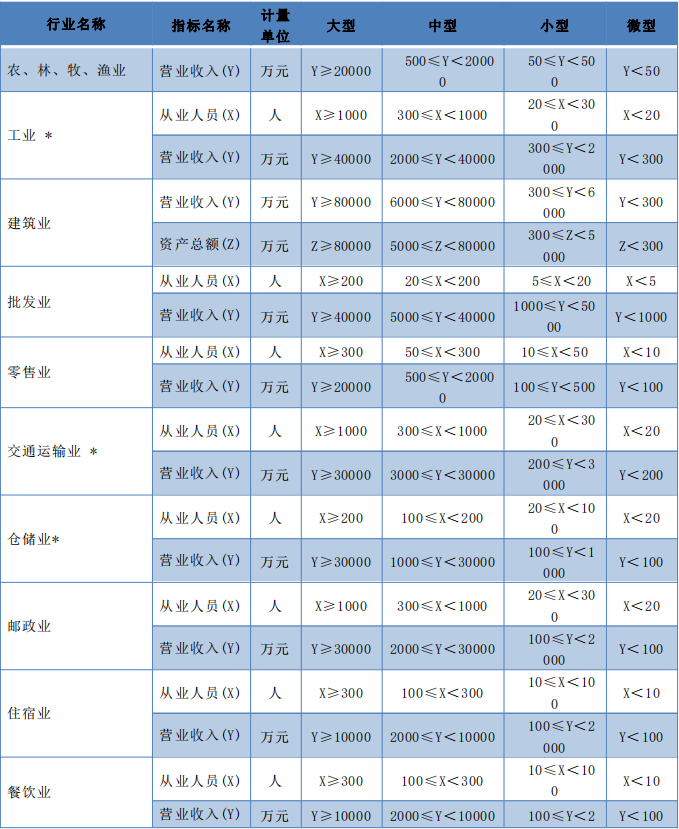 行业名称 指标名称 计量单位 大型 中型 小型 微型
农、林、牧、渔业 营业收入(Y) 万元 Y≥20000 500≤Y＜20000 50≤Y＜500 Y＜50
工业 * 从业人员(X) 人 X≥1000 300≤X＜1000 20≤X＜300 X＜20
营业收入(Y) 万元 Y≥40000 2000≤Y＜40000 300≤Y＜2000 Y＜300
建筑业 营业收入(Y) 万元 Y≥80000 6000≤Y＜80000 300≤Y＜6000 Y＜300
资产总额(Z) 万元 Z≥80000 5000≤Z＜80000 300≤Z＜5000 Z＜300
批发业 从业人员(X) 人 X≥200 20≤X＜200 5≤X＜20 X＜5
营业收入(Y) 万元 Y≥40000 5000≤Y＜40000 1000≤Y＜5000 Y＜1000
零售业 从业人员(X) 人 X≥300 50≤X＜300 10≤X＜50 X＜10
营业收入(Y) 万元 Y≥20000 500≤Y＜20000 100≤Y＜500 Y＜100
交通运输业 * 从业人员(X) 人 X≥1000 300≤X＜1000 20≤X＜300 X＜20
营业收入(Y) 万元 Y≥30000 3000≤Y＜30000 200≤Y＜3000 Y＜200
仓储业* 从业人员(X) 人 X≥200 100≤X＜200 20≤X＜100 X＜20
营业收入(Y) 万元 Y≥30000 1000≤Y＜30000 100≤Y＜1000 Y＜100
邮政业 从业人员(X) 人 X≥1000 300≤X＜1000 20≤X＜300 X＜20
营业收入(Y) 万元 Y≥30000 2000≤Y＜30000 100≤Y＜2000 Y＜100
住宿业 从业人员(X) 人 X≥300 100≤X＜300 10≤X＜100 X＜10
营业收入(Y) 万元 Y≥10000 2000≤Y＜10000 100≤Y＜2000 Y＜100
餐饮业 从业人员(X) 人 X≥300 100≤X＜300 10≤X＜100 X＜10
营业收入(Y) 万元 Y≥10000 2000≤Y＜10000 100≤Y＜2 Y＜100